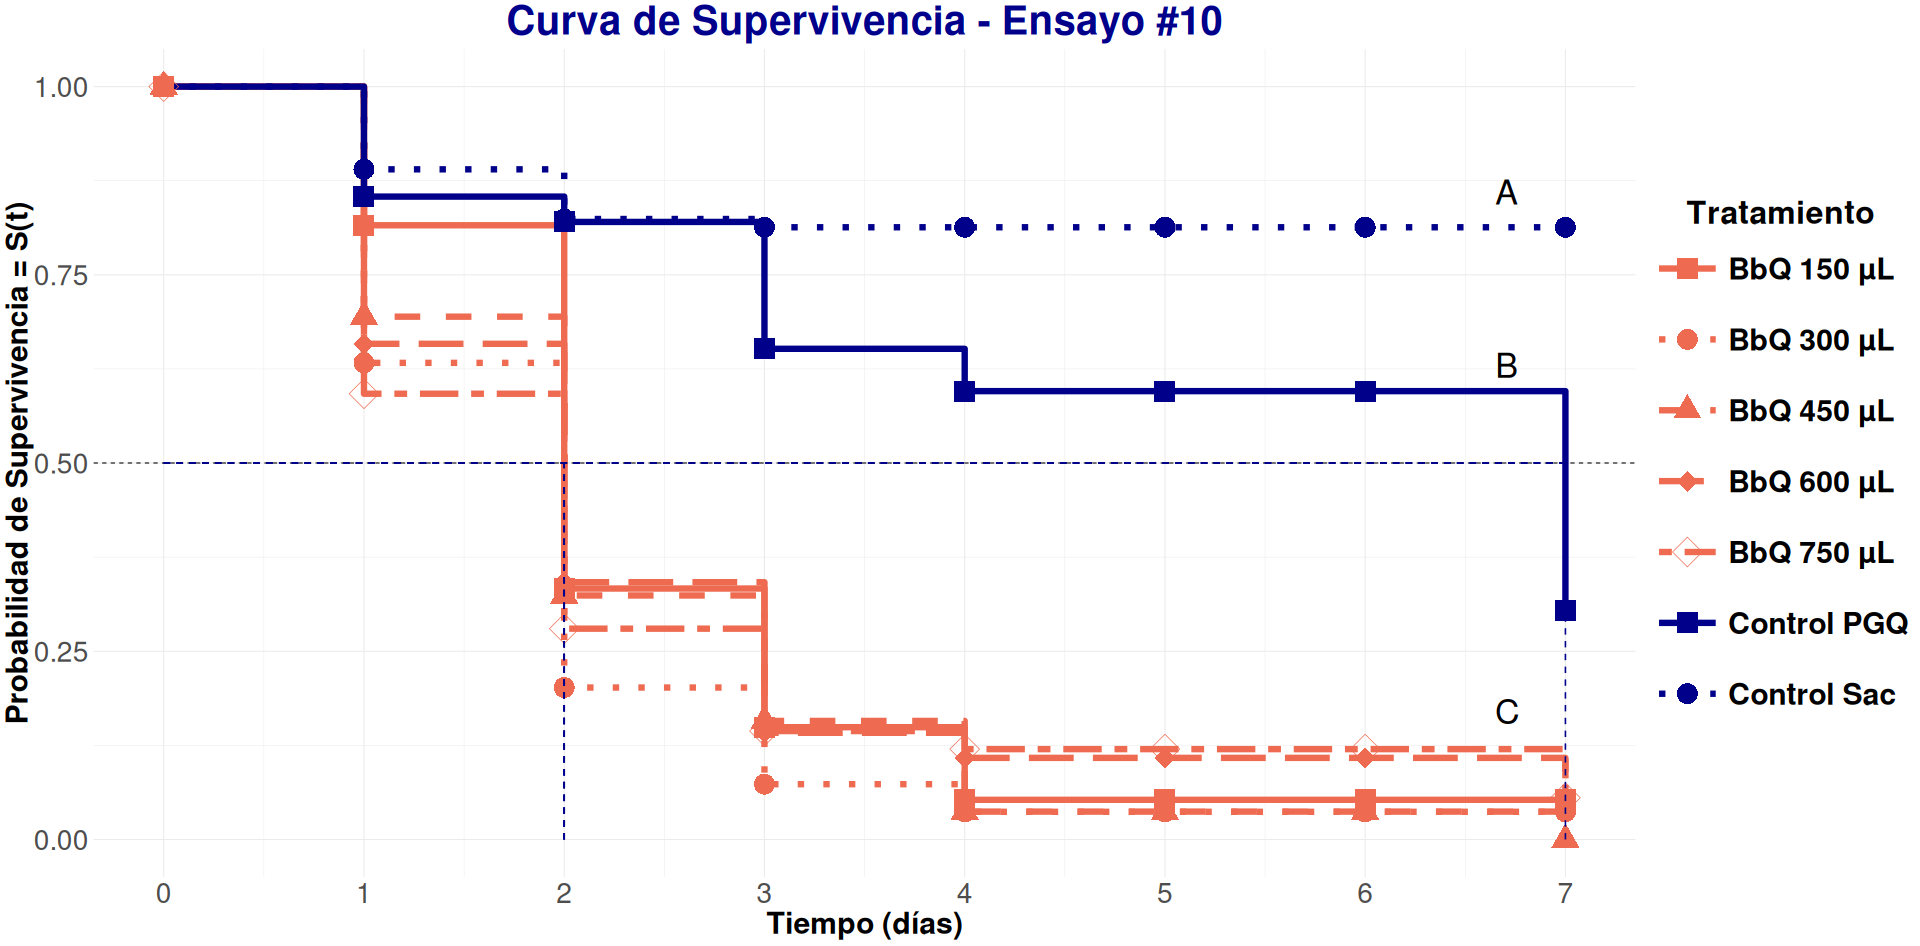 Curva de Supervivencia - Ensayo #10
Probabilidad de Supervivencia = S(t)
1.00
0.75
0.50
0.25
0.00
A
B
C
0 1 2 3 4 5 6 7
Tiempo (días)
Tratamiento
BbQ 150 µL
BbQ 300 µL
BbQ 450 µL
BbQ 600 µL
BbQ 750 µL
Control PGQ
Control Sac